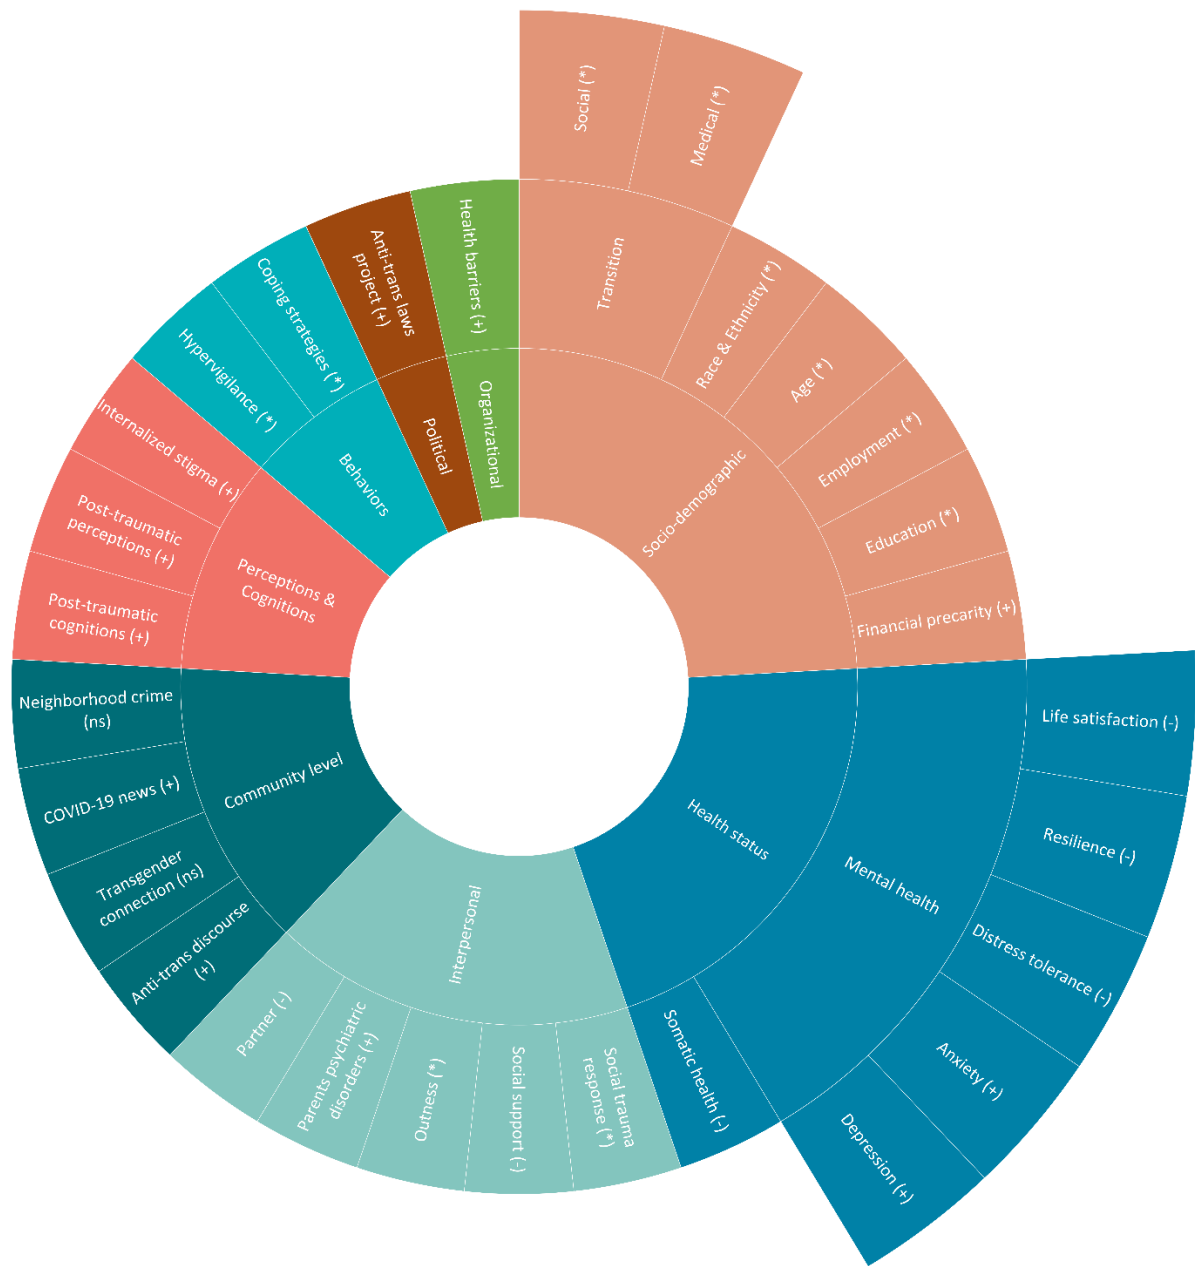 Social (*)
Medical (*)
Transition
Race & Ethnicity (*)
Age (*)
Employment (*)
Education (*)
Financial precarity (+)
Socio-demographic
Life satisfaction (-)
Resilience (-)
Distress tolerance (-)
Anxiety (+)
Depression (+)
Mental health
Somatic health (-)
Health status
Social trauma
response (*)
Social support (-)
Outness (*)
Parents psychiatric
disorders (+)
Partner (-)
Interpersonal
Anti-trans discourse
(+)
Transgender
connection (ns)
COVID-19 news (+)
Neighborhood crime
(ns)
Community level
Post-traumatic
cognitions (+)
Post-traumatic
perceptions (+)
Internalized stigma (+)
Perceptions &
Cognitions
Hypervigilance (*)
Coping strategies (*)
Behaviors
Anti-trans laws
project (+)
Political
Health barriers (+)
Organizational